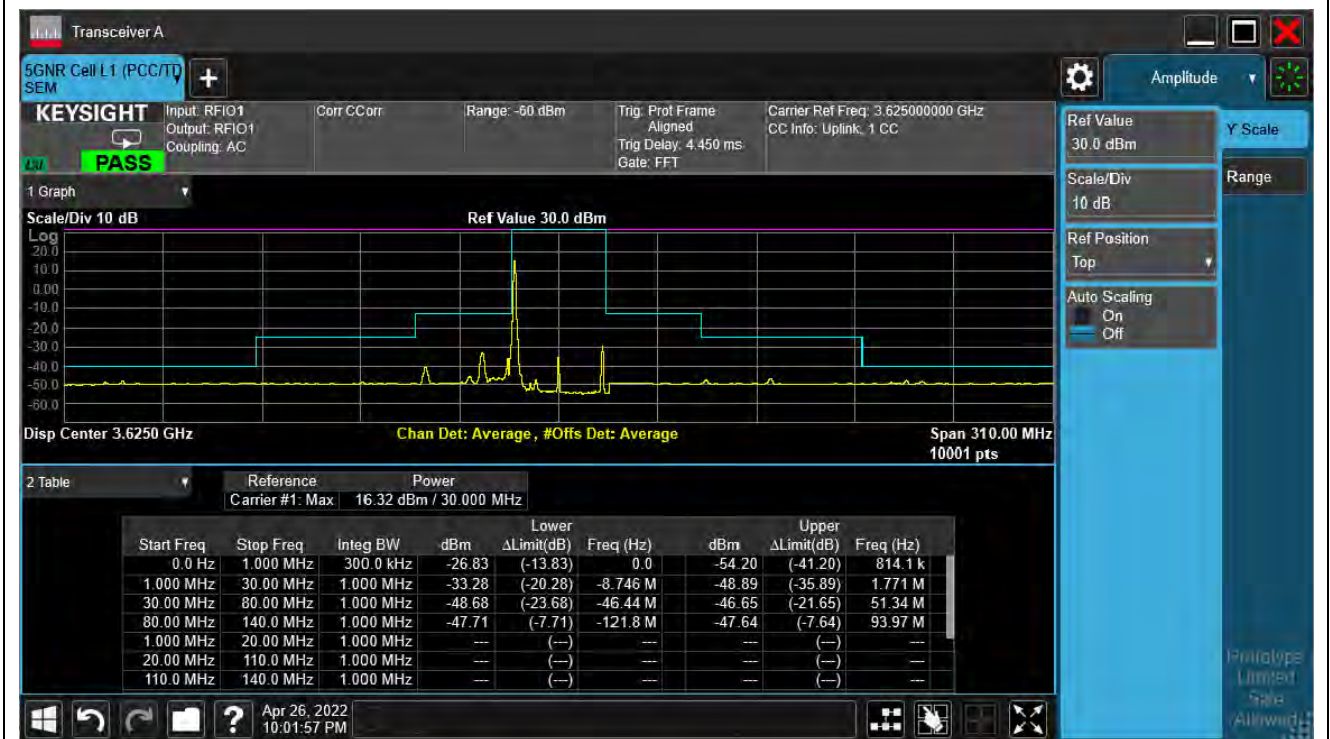 Transceiver A
5GNR Cell L1 (PCC/TD
SEM
+
Amplitude
KEYSIGHT
PASS
Input: RFIO1
Output: RFIO1
Coupling: AC
Corr CCorr
Range: -60 dBm
Trig: Prot Frame
Aligned
Trig Delay: 4.450 ms
Gate: FFT
Carrier Ref Freq: 3.625000000 GHz
CC Info: Uplink, 1 CC
Ref Value
30.0 dBm
Y Scale
Scale/Div
10 dB
Range
Ref Position
Top
Auto Scaling
On
Off
1 Graph
Scale/Div 10 dB
Ref Value 30.0 dBm
Log
20.0
10.0
0.00
-10.0
-20.0
-30.0
-40.0
-50.0
-60.0
Disp Center 3.6250 GHz
Chan Det: Average , #Offs Det: Average
Span 310.00 MHz
10001 pts
2 Table
Reference Power
Carrier #1: Max 16.32 dBm / 30.000 MHz
Lower Upper
Start Freq Stop Freq Integ BW dBm ΔLimit(dB) Freq (Hz) dBm ΔLimit(dB) Freq (Hz)
0.0 Hz 1.000 MHz 300.0 kHz -26.83 (-13.83) 0.0 -54.20 (-41.20) 814.1 k
1.000 MHz 30.00 MHz 1.000 MHz -33.28 (-20.28) -8.746 M -48.89 (-35.89) 1.771 M
30.00 MHz 80.00 MHz 1.000 MHz -48.68 (-23.68) -46.44 M -46.65 (-21.65) 51.34 M
80.00 MHz 140.0 MHz 1.000 MHz -47.71 (-7.71) -121.8 M -47.64 (-7.64) 93.97 M
1.000 MHz 20.00 MHz 1.000 MHz --- (---) --- --- (---) ---
20.00 MHz 110.0 MHz 1.000 MHz --- (---) --- --- (---) ---
110.0 MHz 140.0 MHz 1.000 MHz --- (---) --- --- (---) ---
Prototype
Limited
Sale
Allowed
?
Apr 26, 2022
10:01:57 PM